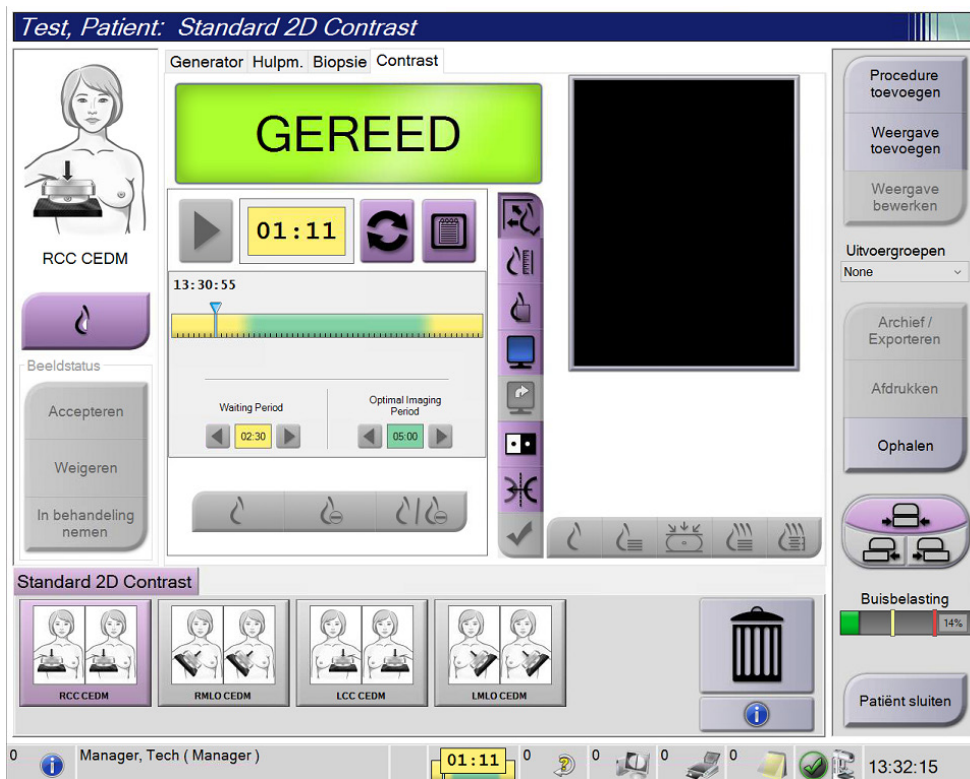 Test, Patient: Standard 2D Contrast
Generator Hulpm. Biopsie Contrast
GEREED
01:11
13:30:55
Waiting Period
02:30
Optimal Imaging
Period
05:00
RCC CEDM
Beeldstatus
Accepteren
Weigeren
In behandeling
nemen
Procedure
toevoegen
Weergave
toevoegen
Weergave
bewerken
Uitvoergroepen
None
Archief /
Exporteren
Afdrukken
Ophalen
Buisbelasting
14%
Patiënt sluiten
Standard 2D Contrast
RCC CEDM
RMLO CEDM
LCC CEDM
LMLO CEDM
0
Manager, Tech ( Manager )
01:11
0
0
0
0
13:32:15